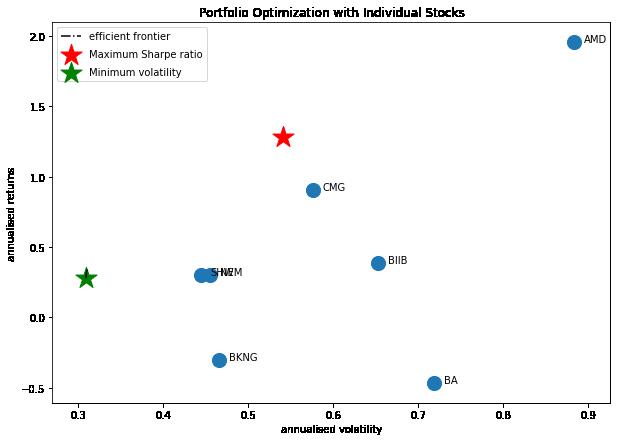 Portfolio Optimization with Individual Stocks
efficient frontier
Maximum Sharpe ratio
Minimum volatility
AMD
CMG
BIIB
NEM
BKNG
BA
2.0
1.5
1.0
0.5
0.0
−0.5
annualised returns
0.3
0.4
0.5
0.6
0.7
0.8
0.9
annualised volatility